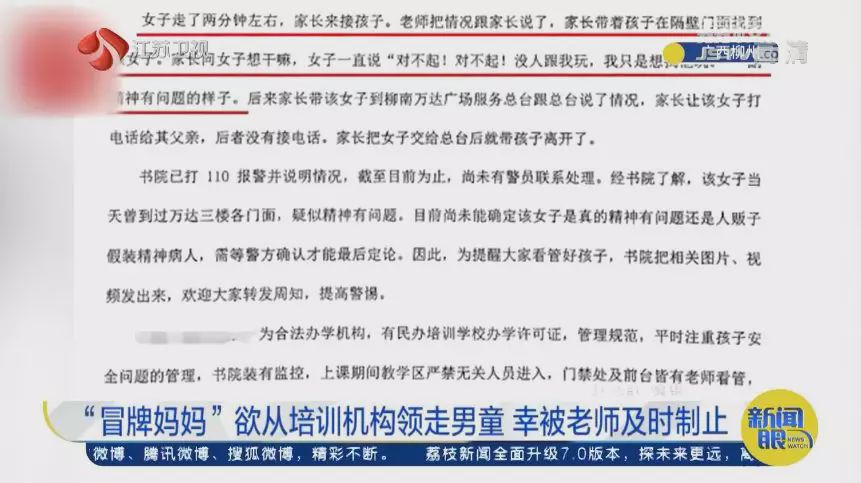 女子走了两分钟左右，家长来接孩子。老师把情况跟家长说了，家长带着孩子在隔壁门面找到
江苏卫视
广西柳州
清
女子。家长问女子想干嘛，女子一直说“对不起！对不起！没人跟我玩，我只是想
精神有问题的样子。后来家长带该女子到柳南万达广场服务总台跟总台说了情况，家长让该女子打
电话给其父亲，后者没有接电话。家长把女子交给总台后就带孩子离开了。
书院已打 110 报警并说明情况，截至目前为止，尚未有警员联系处理。经书院了解，该女子当
天曾到过万达三楼各门面，疑似精神有问题。目前尚未能确定该女子是真的精神有问题还是人贩子
假装精神病人，需等警方确认才能最后定论。因此，为提醒大家看管好孩子，书院把相关图片、视
频发出来，欢迎大家转发周知，提高警惕。
为合法办学机构，有民办培训学校办学许可证，管理规范，平时注重孩子安
全问题的管理，书院装有监控，上课期间教学区严禁无关人员进入，门禁处及前台皆有老师看管，
“冒牌妈妈”欲从培训机构领走男童 幸被老师及时制止
新闻眼
NEWS WATCH
微博、腾讯微博、搜狐微博，精彩不断。 荔枝新闻全面升级7.0版本，探未来更远，